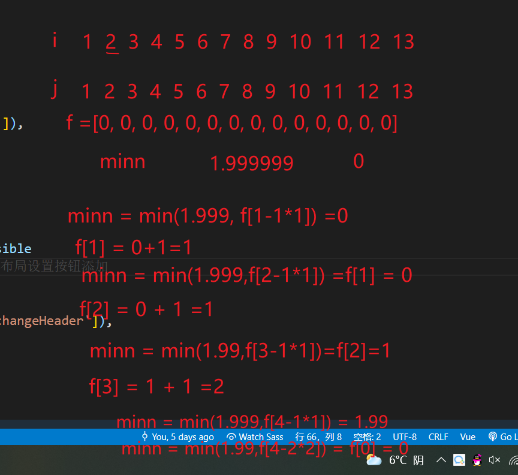 i 1 2 3 4 5 6 7 8 9 10 11 12 13
j 1 2 3 4 5 6 7 8 9 10 11 12 13
]), f =[0, 0, 0, 0, 0, 0, 0, 0, 0, 0, 0, 0, 0, 0]
minn 1.999999 0
minn = min(1.999, f[1-1*1]) =0
sible f[1] = 0+1=1
布局设置按钮添加
minn = min(1.999,f[2-1*1]) =f[1] = 0
f[2] = 0 + 1 =1
changeHeader']),
minn = min(1.99,f[3-1*1])=f[2]=1
f[3] = 1 + 1 =2
minn = min(1.999,f[4-1*1]) = 1.99
You, 5 days ago Watch Sass 行 66，列 8 空格: 2 UTF-8 CRLF Vue Go L
minn = min(1.99,f[4-2*2]) = f[0] = 0
6°C 阴